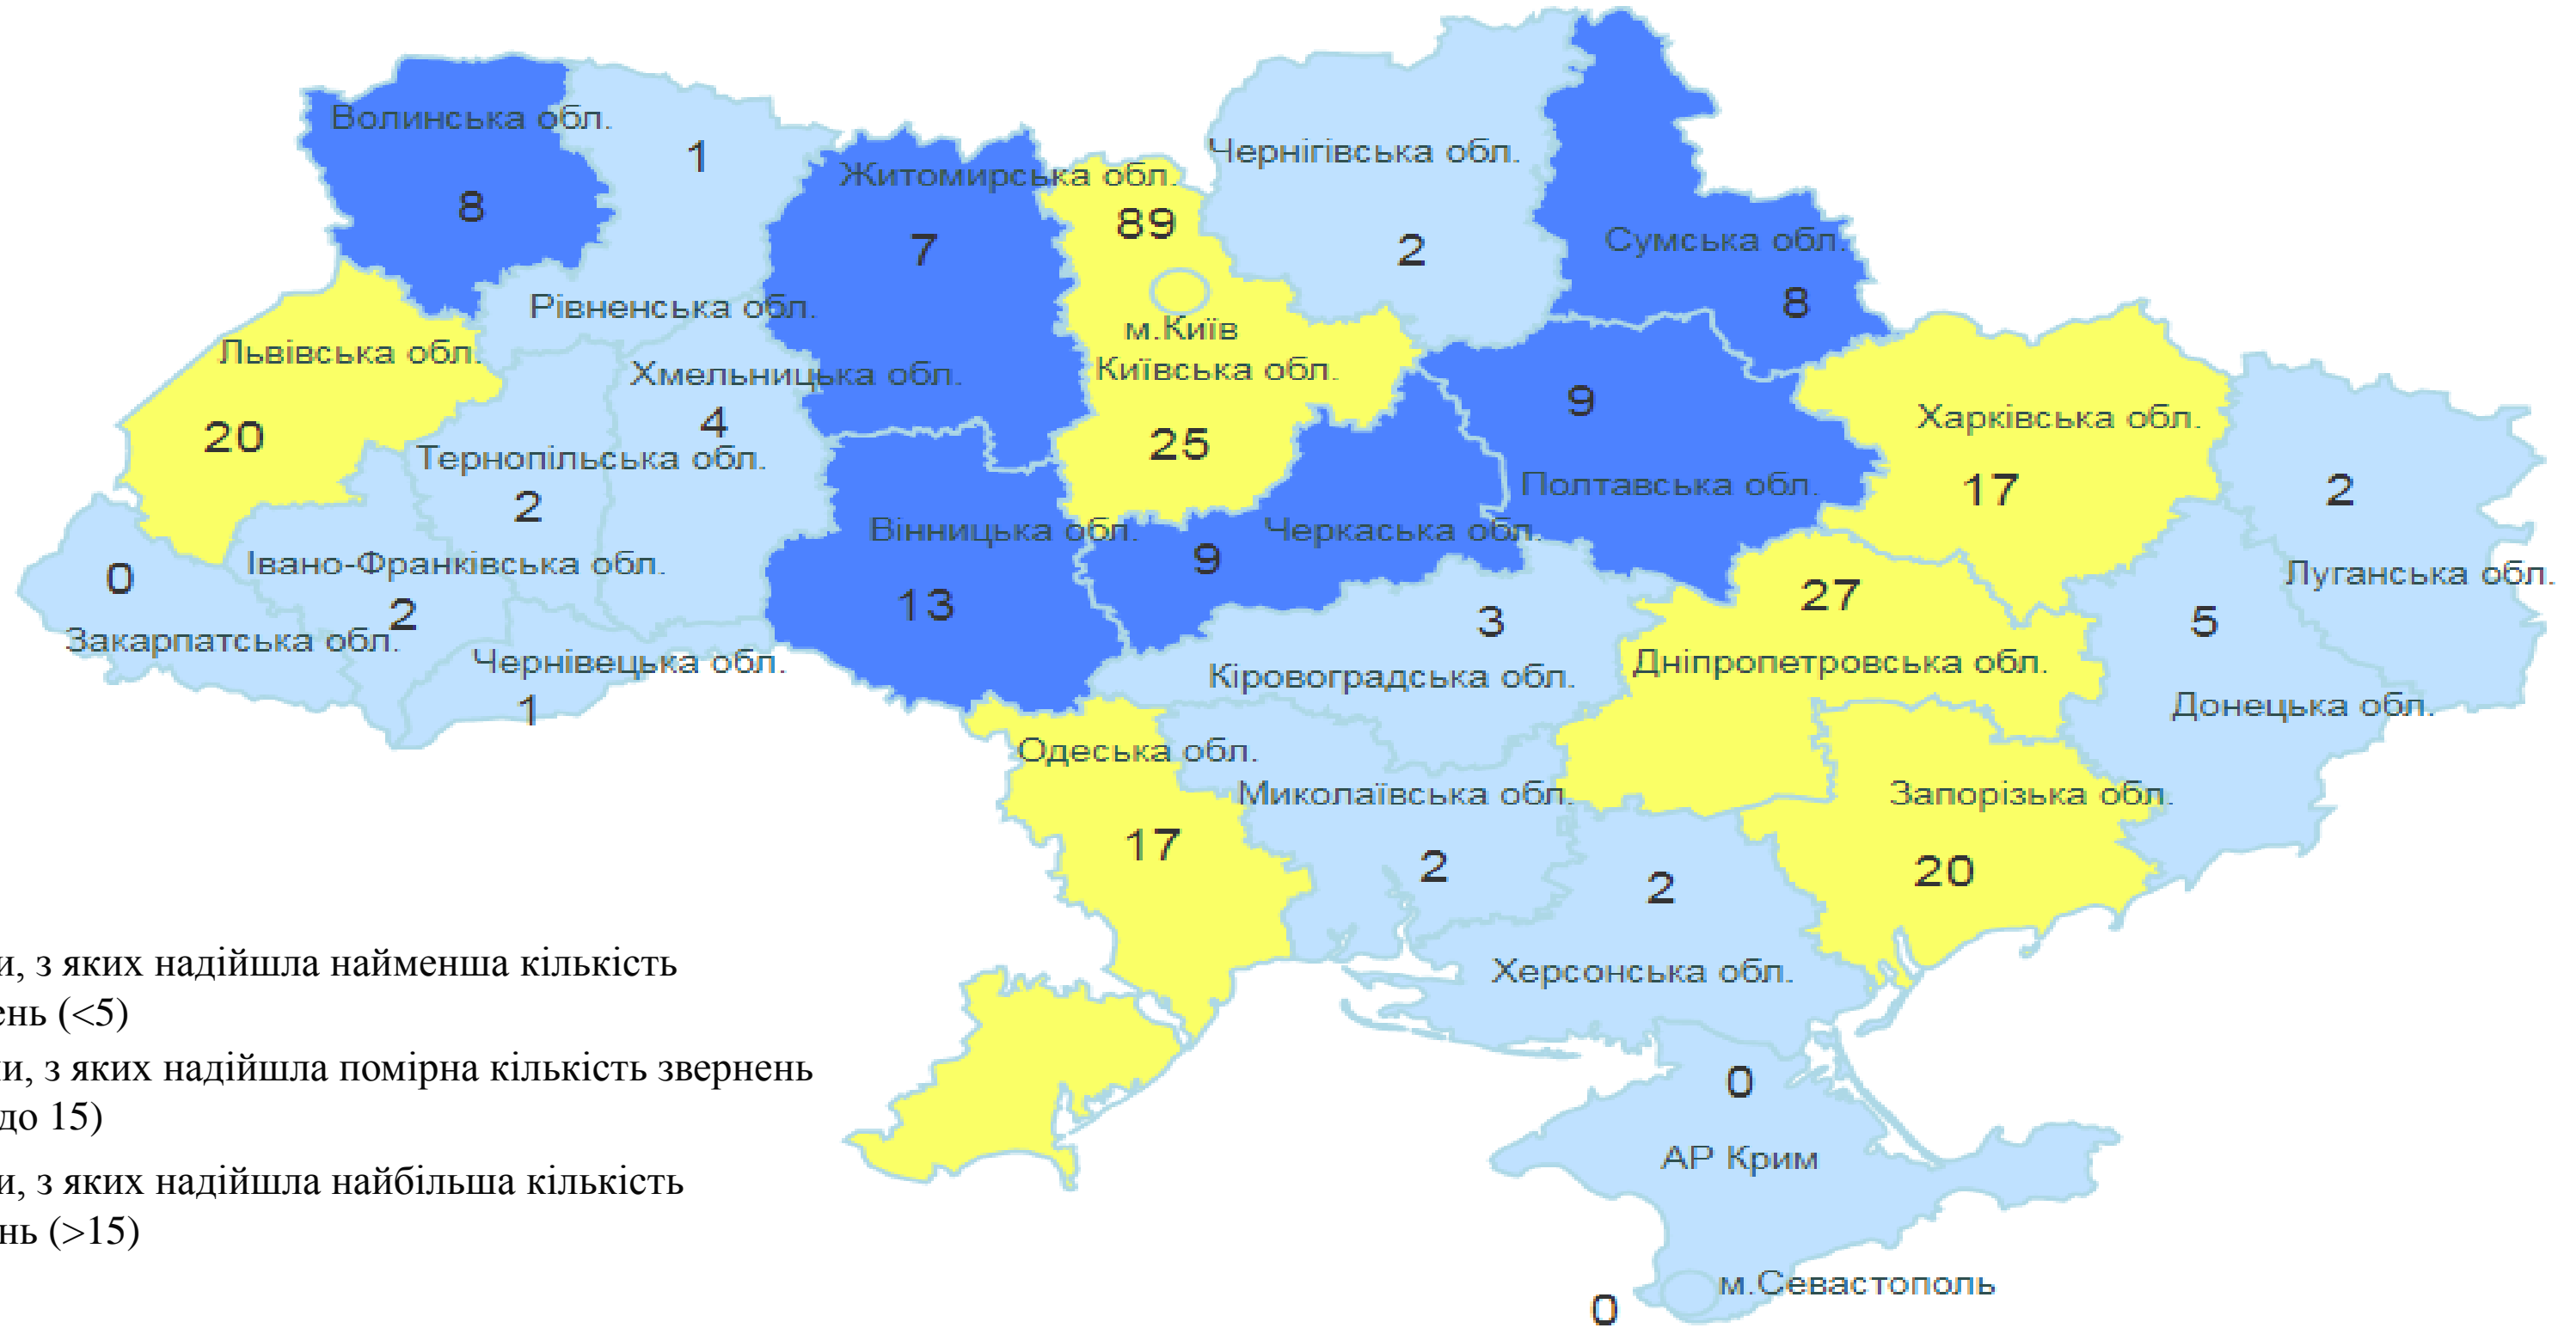 Волинська обл.
8
1
Рівненська обл.
Житомирська обл.
7
89
м.Київ
Київська обл.
25
Чернігівська обл.
2
Сумська обл.
8
Львівська обл.
20
Хмельницька обл.
4
Тернопільська обл.
2
Івано-Франківська обл.
2
0
Закарпатська обл.
Чернівецька обл.
1
Вінницька обл.
13
Черкаська обл.
9
9
Полтавська обл.
Харківська обл.
17
2
Луганська обл.
5
Донецька обл.
27
Дніпропетровська обл.
3
Кіровоградська обл.
Одеська обл.
17
Миколаївська обл.
2
2
Херсонська обл.
Запорізька обл.
20
0
АР Крим
м.Севастополь
0
и, з яких надійшла найменша кількість
ень (<5)
и, з яких надійшла помірна кількість звернень
до 15)
и, з яких надійшла найбільша кількість
нь (>15)